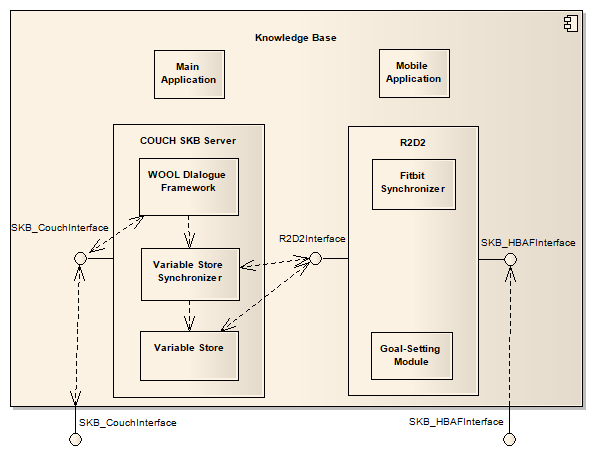 Knowledge Base
Main
Application
Mobile
Application
COUCH SKB Server
R2D2
WOOL Dialogue
Framework
Fitbit
Synchronizer
SKB_CouchInterface
R2D2Interface
SKB_HBAFInterface
Variable Store
Synchronizer
Variable Store
Goal-Setting
Module
SKB_CouchInterface
SKB_HBAFInterface